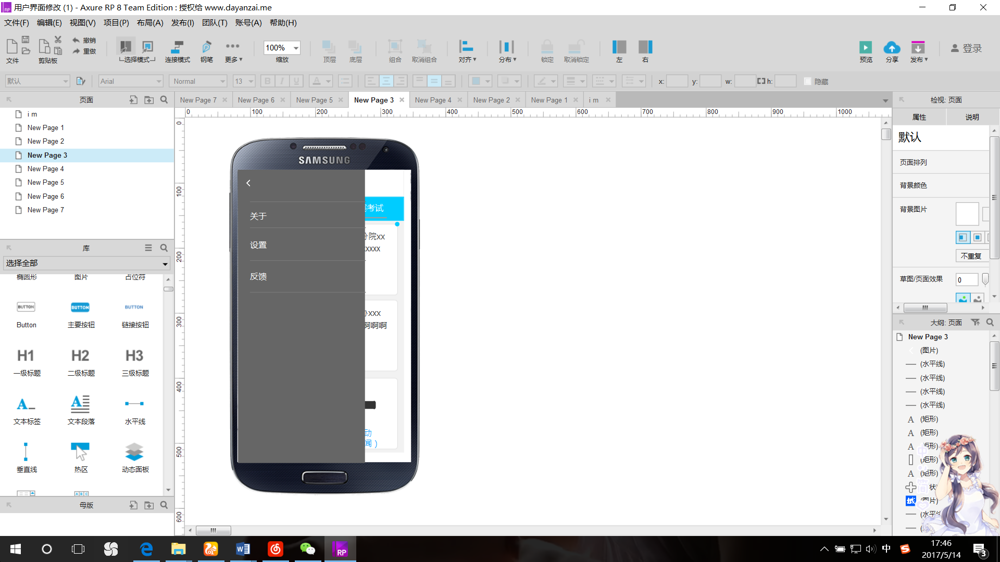 用户界面修改 (1) - Axure RP 8 Team Edition : 授权给 www.dayanzai.me
文件(F) 编辑(E) 视图(V) 项目(P) 布局(A) 发布(I) 团队(T) 账号(A) 帮助(H)
撤销
重做
文件 剪贴板 选择模式 连接模式 钢笔 更多 100% 缩放 顶层 底层 组合 取消组合 对齐 分布 锁定 取消锁定 左 右 预览 分享 发布 登录
默认 Arial Normal 13 B I U A x: y: w: h: 隐藏
页面
i m
New Page 1
New Page 2
New Page 3
New Page 4
New Page 5
New Page 6
New Page 7
库
选择全部
椭圆形 图片 占位符
BUTTON BUTTON BUTTON
Button 主要按钮 链接按钮
H1 H2 H3
一级标题 二级标题 三级标题
文本标签 文本段落 水平线
垂直线 热区 动态面板
母版
New Page 7 New Page 6 New Page 5 New Page 3 New Page 4 New Page 2 New Page 1 i m
0 100 200 300 400 500 600 700 800 900 1000
0
100
200
300
400
500
600
SAMSUNG
关于
设置
反馈
考试
分院xx
xxxx
xxx
啊啊啊
动
闻 )
检视: 页面
属性 说明
默认
页面排列
背景颜色
背景图片
不重复
草图/页面效果 0
大纲: 页面
New Page 3
(图片)
(水平线)
(水平线)
(水平线)
(水平线)
A (矩形)
A (矩形)
A 矩形)
矩形)
A (矩形)
状
(图片)
(水平线
W RP 中 S
17:46
2017/5/14
3